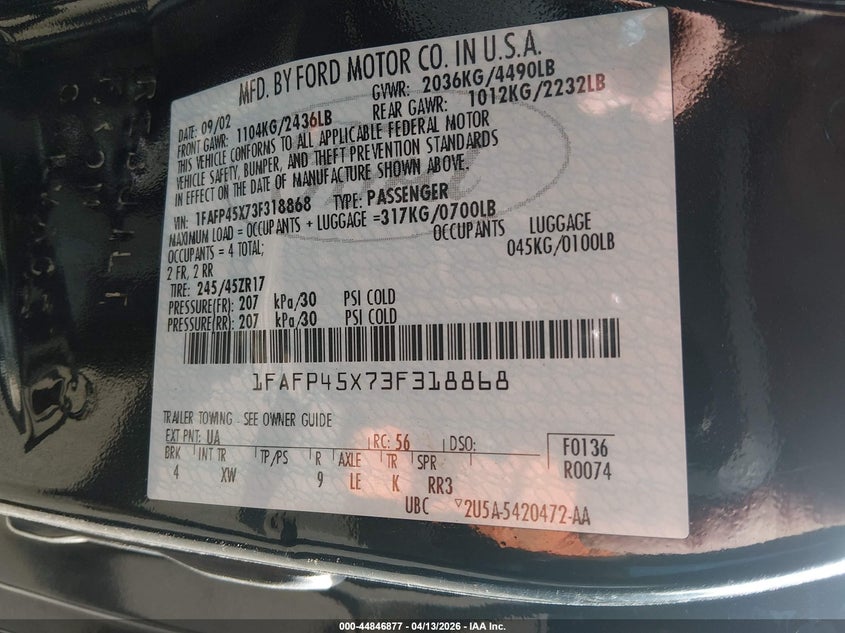 MFD. BY FORD MOTOR CO. IN U.S.A.
DATE: 09/02 GVWR: 2036KG/4490LB
FRONT GAWR: 1104KG/2436LB REAR GAWR: 1012KG/2232LB
THIS VEHICLE CONFORMS TO ALL APPLICABLE FEDERAL MOTOR
VEHICLE SAFETY, BUMPER, AND THEFT PREVENTION STANDARDS
IN EFFECT ON THE DATE OF MANUFACTURE SHOWN ABOVE.
VIN: 1FAFP45X73F318868 TYPE: PASSENGER
MAXIMUM LOAD = OCCUPANTS + LUGGAGE =317KG/0700LB
OCCUPANTS = 4 TOTAL; OCCUPANTS LUGGAGE
2 FR, 2 RR 045KG/0100LB
TIRE: 245/45ZR17
PRESSURE(FR): 207 kPa/30 PSI COLD
PRESSURE(RR): 207 kPa/30 PSI COLD
1FAFP45X73F318868
TRAILER TOWING - SEE OWNER GUIDE
EXT PNT: UA RC: 56 DSO: F0136
BRK INT TR TP/PS R AXLE TR SPR R0074
4 XW 9 LE K RR3
UBC 2U5A-5420472-AA
000-44846877 - 04/13/2026 - IAA Inc.